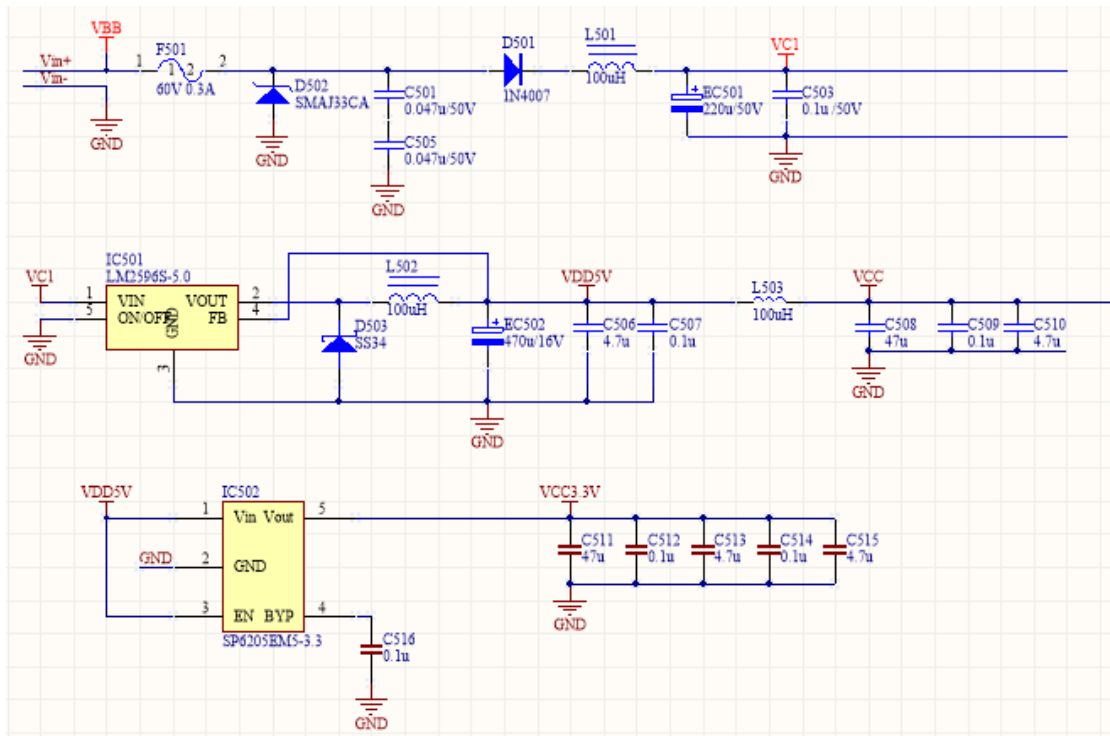 VBB
Vin+
Vin-
1
F501
1 2
2
60V 0.3A
GND
D502
SMAJ33CA
GND
C501
0.047u/50V
C505
0.047u/50V
GND
D501
1N4007
L501
100uH
EC501
220u/50V
VC1
C503
0.1u /50V
GND
VC1
GND
IC501
LM2596S-5.0
1
VIN
VOUT
2
5
ON/OFF
GND
FB
4
3
D503
SS34
L502
100uH
EC502
470u/16V
GND
VDD5V
C506
4.7u
C507
0.1u
L503
100uH
VCC
C508
47u
C509
0.1u
C510
4.7u
GND
VDD5V
GND
IC502
1
Vin Vout
5
2
GND
3
EN BYP
4
SP6205EM5-3.3
C516
0.1u
GND
VCC3.3V
C511
47u
C512
0.1u
C513
4.7u
C514
0.1u
C515
4.7u
GND